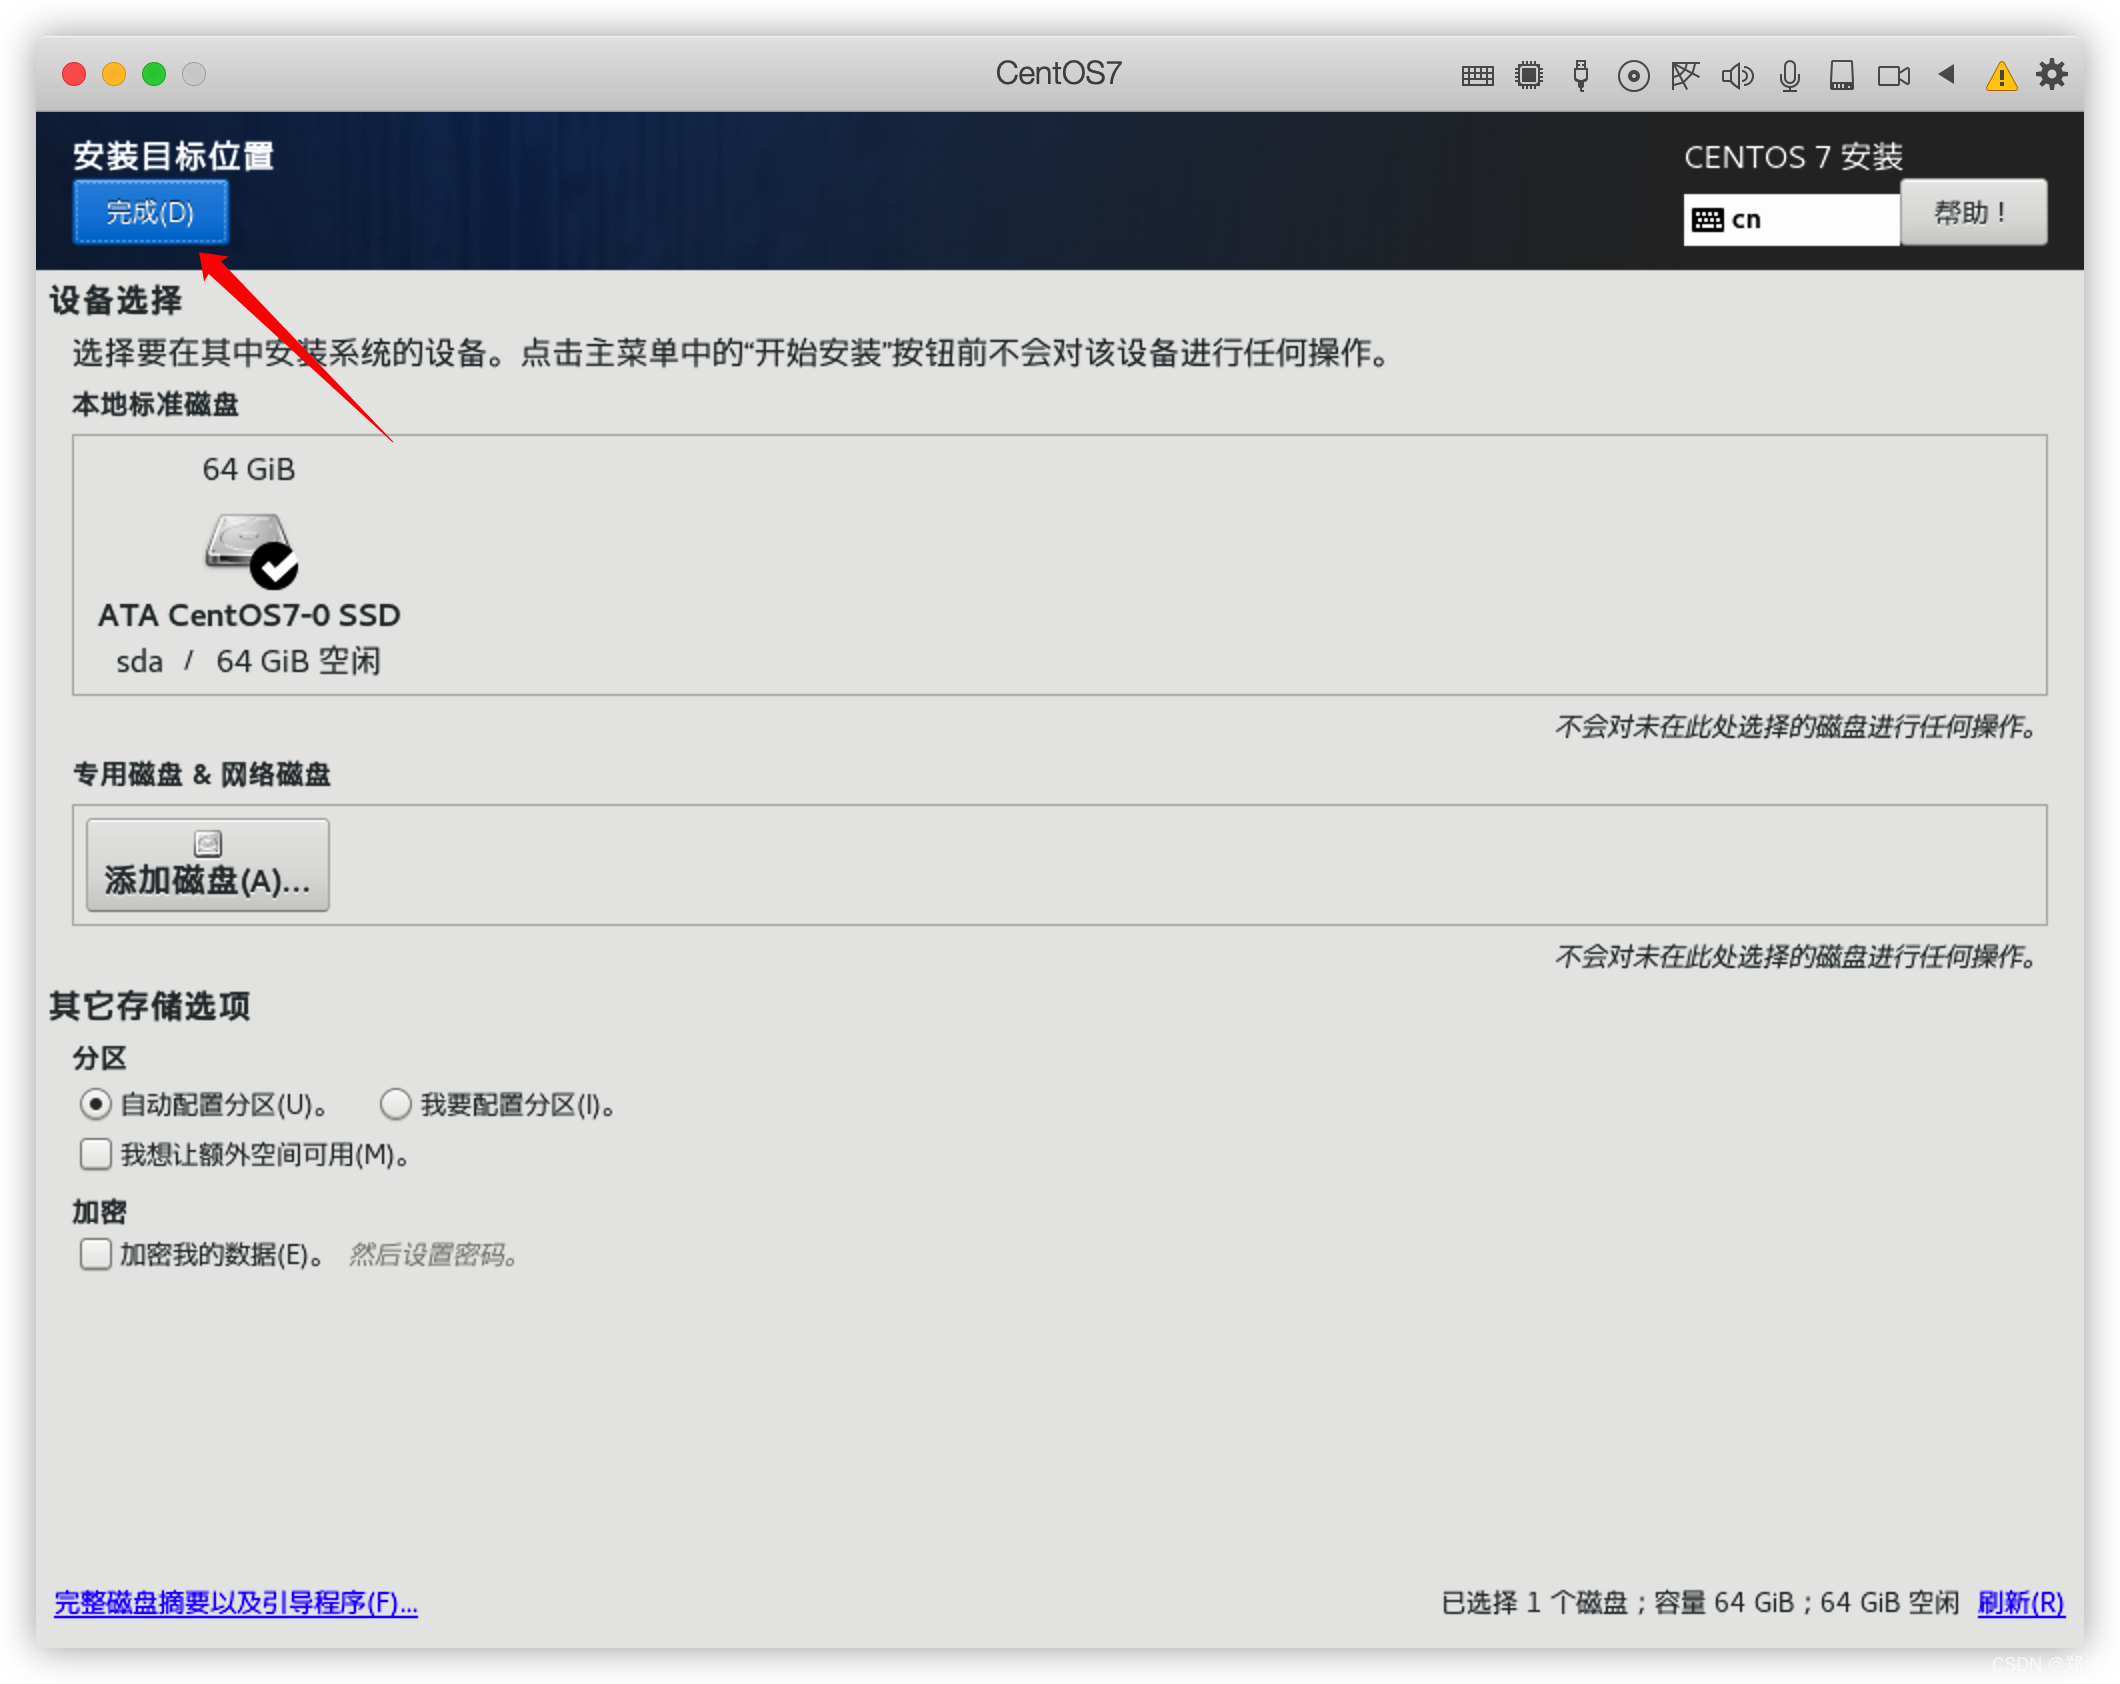 CentOS7
安装目标位置
CENTOS 7 安装
完成(D)
cn
帮助！
设备选择
选择要在其中安装系统的设备。点击主菜单中的“开始安装”按钮前不会对该设备进行任何操作。
本地标准磁盘
64 GiB
ATA CentOS7-0 SSD
sda / 64 GiB 空闲
不会对未在此处选择的磁盘进行任何操作。
专用磁盘 & 网络磁盘
添加磁盘(A)...
不会对未在此处选择的磁盘进行任何操作。
其它存储选项
分区
自动配置分区(U)。 我要配置分区(I)。
我想让额外空间可用(M)。
加密
加密我的数据(E)。 然后设置密码。
完整磁盘摘要以及引导程序(F)...
已选择 1 个磁盘；容量 64 GiB；64 GiB 空闲 刷新(R)
CSDN